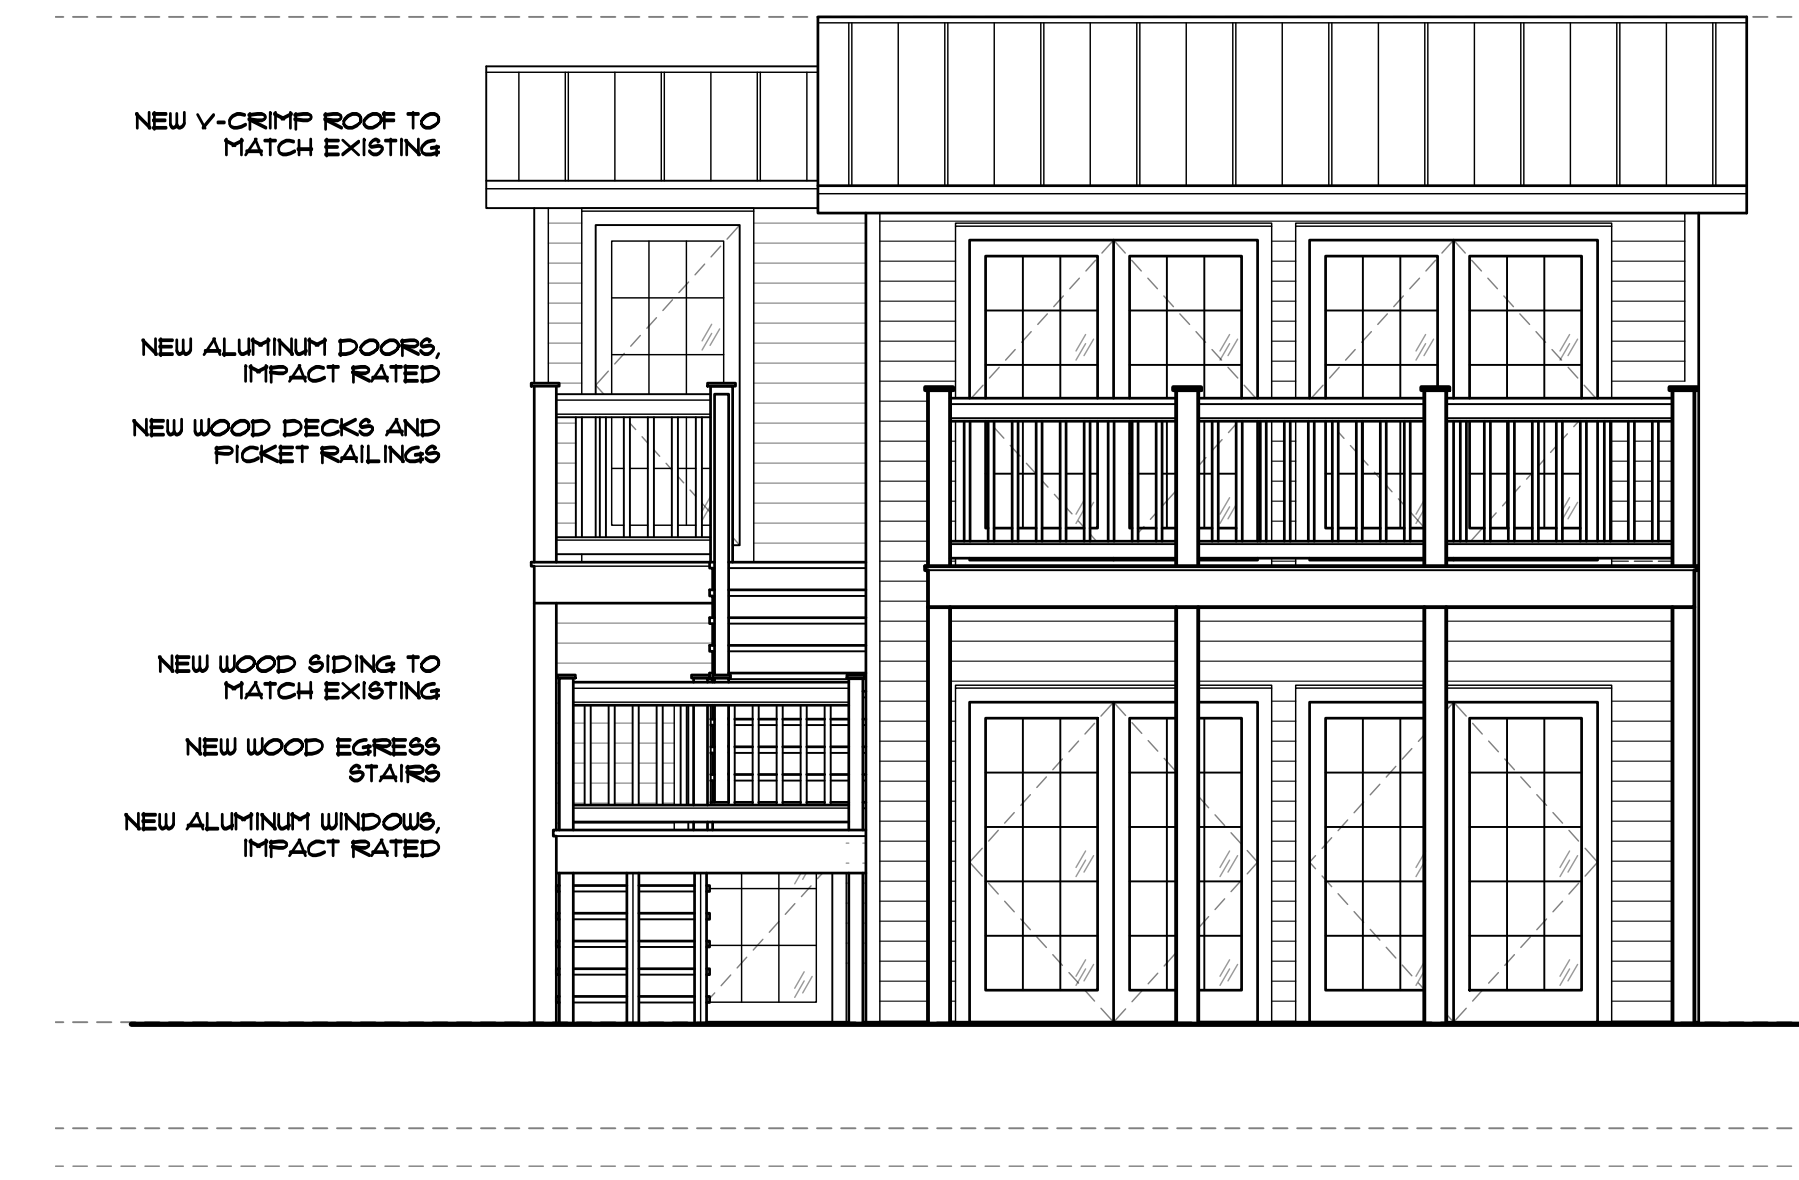 NEW V-CRIMP ROOF TO
MATCH EXISTING
NEW ALUMINUM DOORS,
IMPACT RATED
NEW WOOD DECKS AND
PICKET RAILINGS
NEW WOOD SIDING TO
MATCH EXISTING
NEW WOOD EGRESS
STAIRS
NEW ALUMINUM WINDOWS,
IMPACT RATED